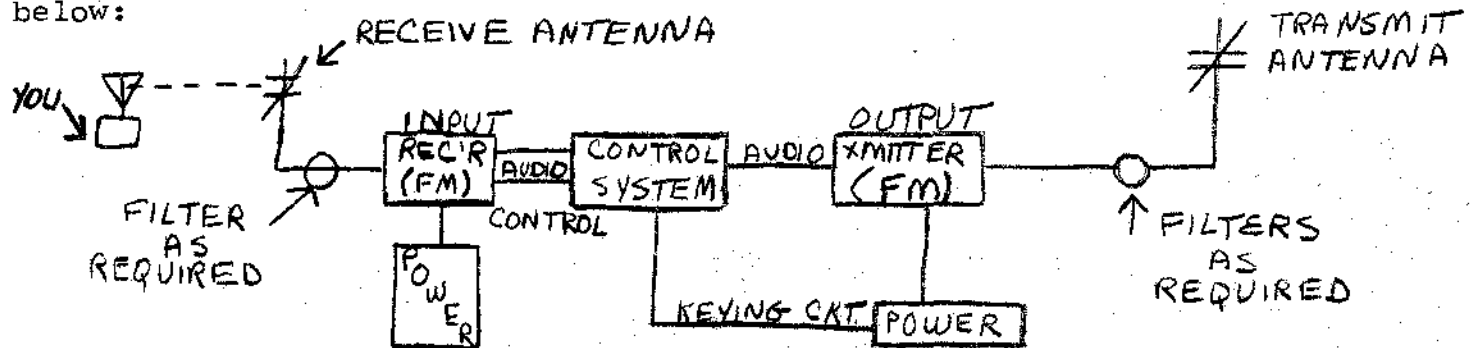 below:
RECEIVE ANTENNA
TRANSMIT
ANTENNA
YOU
INPUT
REC'R
(FM)
AUDIO
CONTROL
CONTROL
SYSTEM
AUDIO
OUTPUT
XMITTER
(FM)
FILTER
AS
REQUIRED
POWER
KEYING CKT.
POWER
FILTERS
AS
REQUIRED